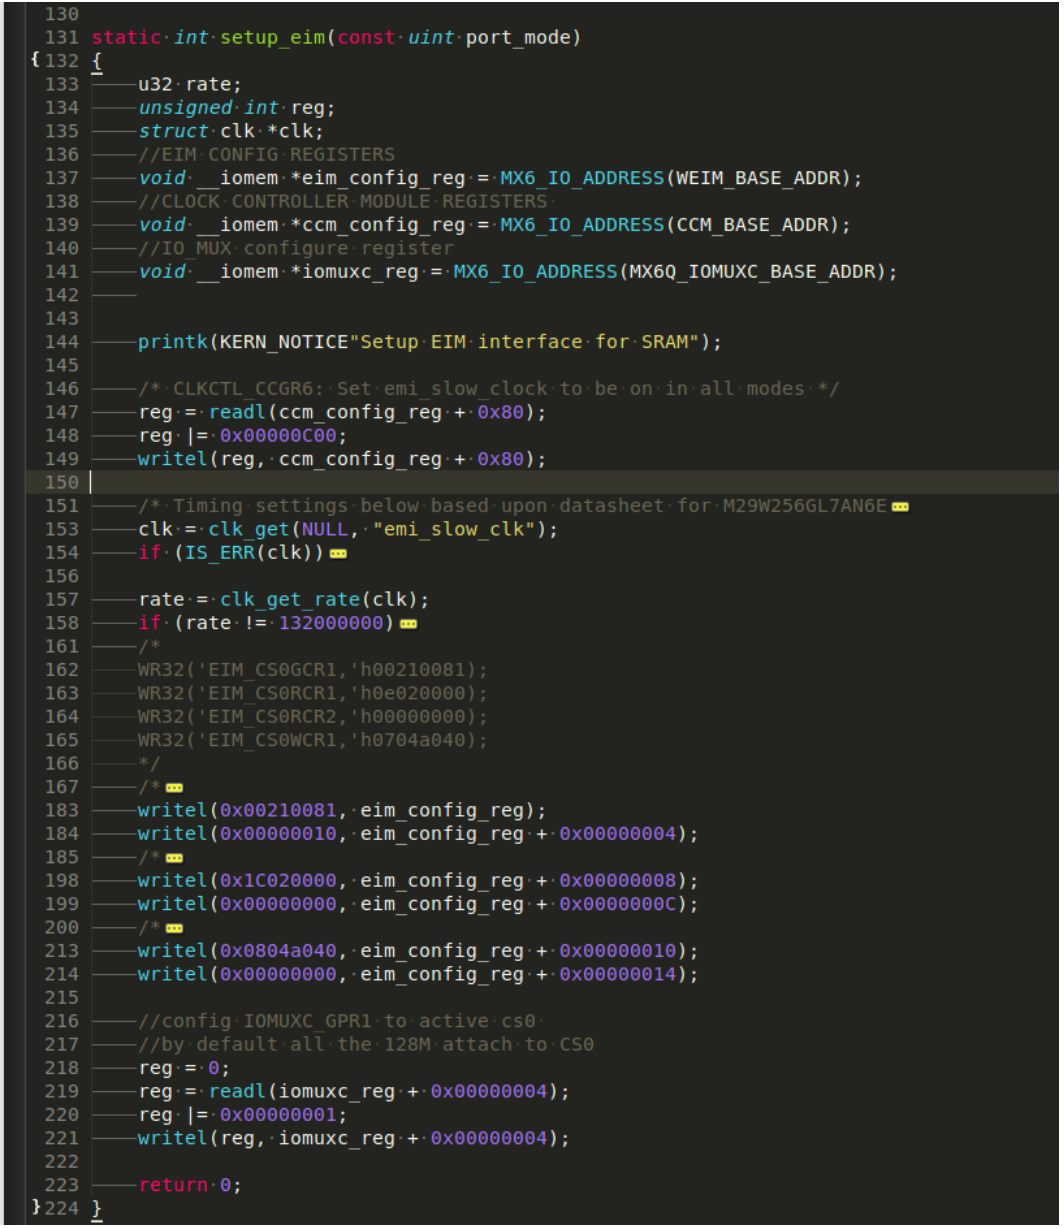 130
131 static int setup_eim(const uint port_mode)
{ 132 {
133 u32 rate;
134 unsigned int reg;
135 struct clk *clk;
136 //EIM CONFIG REGISTERS
137 void __iomem *eim_config_reg = MX6_IO_ADDRESS(WEIM_BASE_ADDR);
138 //CLOCK CONTROLLER MODULE REGISTERS
139 void __iomem *ccm_config_reg = MX6_IO_ADDRESS(CCM_BASE_ADDR);
140 //IO_MUX configure register
141 void __iomem *iomuxc_reg = MX6_IO_ADDRESS(MX6Q_IOMUXC_BASE_ADDR);
142
143
144 printk(KERN_NOTICE"Setup EIM interface for SRAM");
145
146 /* CLKCTL_CCGR6: Set emi_slow_clock to be on in all modes */
147 reg = readl(ccm_config_reg + 0x80);
148 reg |= 0x00000C00;
149 writel(reg, ccm_config_reg + 0x80);
150
151 /* Timing settings below based upon datasheet for M29W256GL7AN6E
153 clk = clk_get(NULL, "emi_slow_clk");
154 if (IS_ERR(clk))
156
157 rate = clk_get_rate(clk);
158 if (rate != 132000000)
161 /*
162 WR32('EIM_CS0GCR1,'h00210081);
163 WR32('EIM_CS0RCR1,'h0e020000);
164 WR32('EIM_CS0RCR2,'h00000000);
165 WR32('EIM_CS0WCR1,'h0704a040);
166 */
167 /*
183 writel(0x00210081, eim_config_reg);
184 writel(0x00000010, eim_config_reg + 0x00000004);
185 /*
198 writel(0x1C020000, eim_config_reg + 0x00000008);
199 writel(0x00000000, eim_config_reg + 0x0000000C);
200 /*
213 writel(0x0804a040, eim_config_reg + 0x00000010);
214 writel(0x00000000, eim_config_reg + 0x00000014);
215
216 //config IOMUXC_GPR1 to active cs0
217 //by default all the 128M attach to CS0
218 reg = 0;
219 reg = readl(iomuxc_reg + 0x00000004);
220 reg |= 0x00000001;
221 writel(reg, iomuxc_reg + 0x00000004);
222
223 return 0;
} 224 }